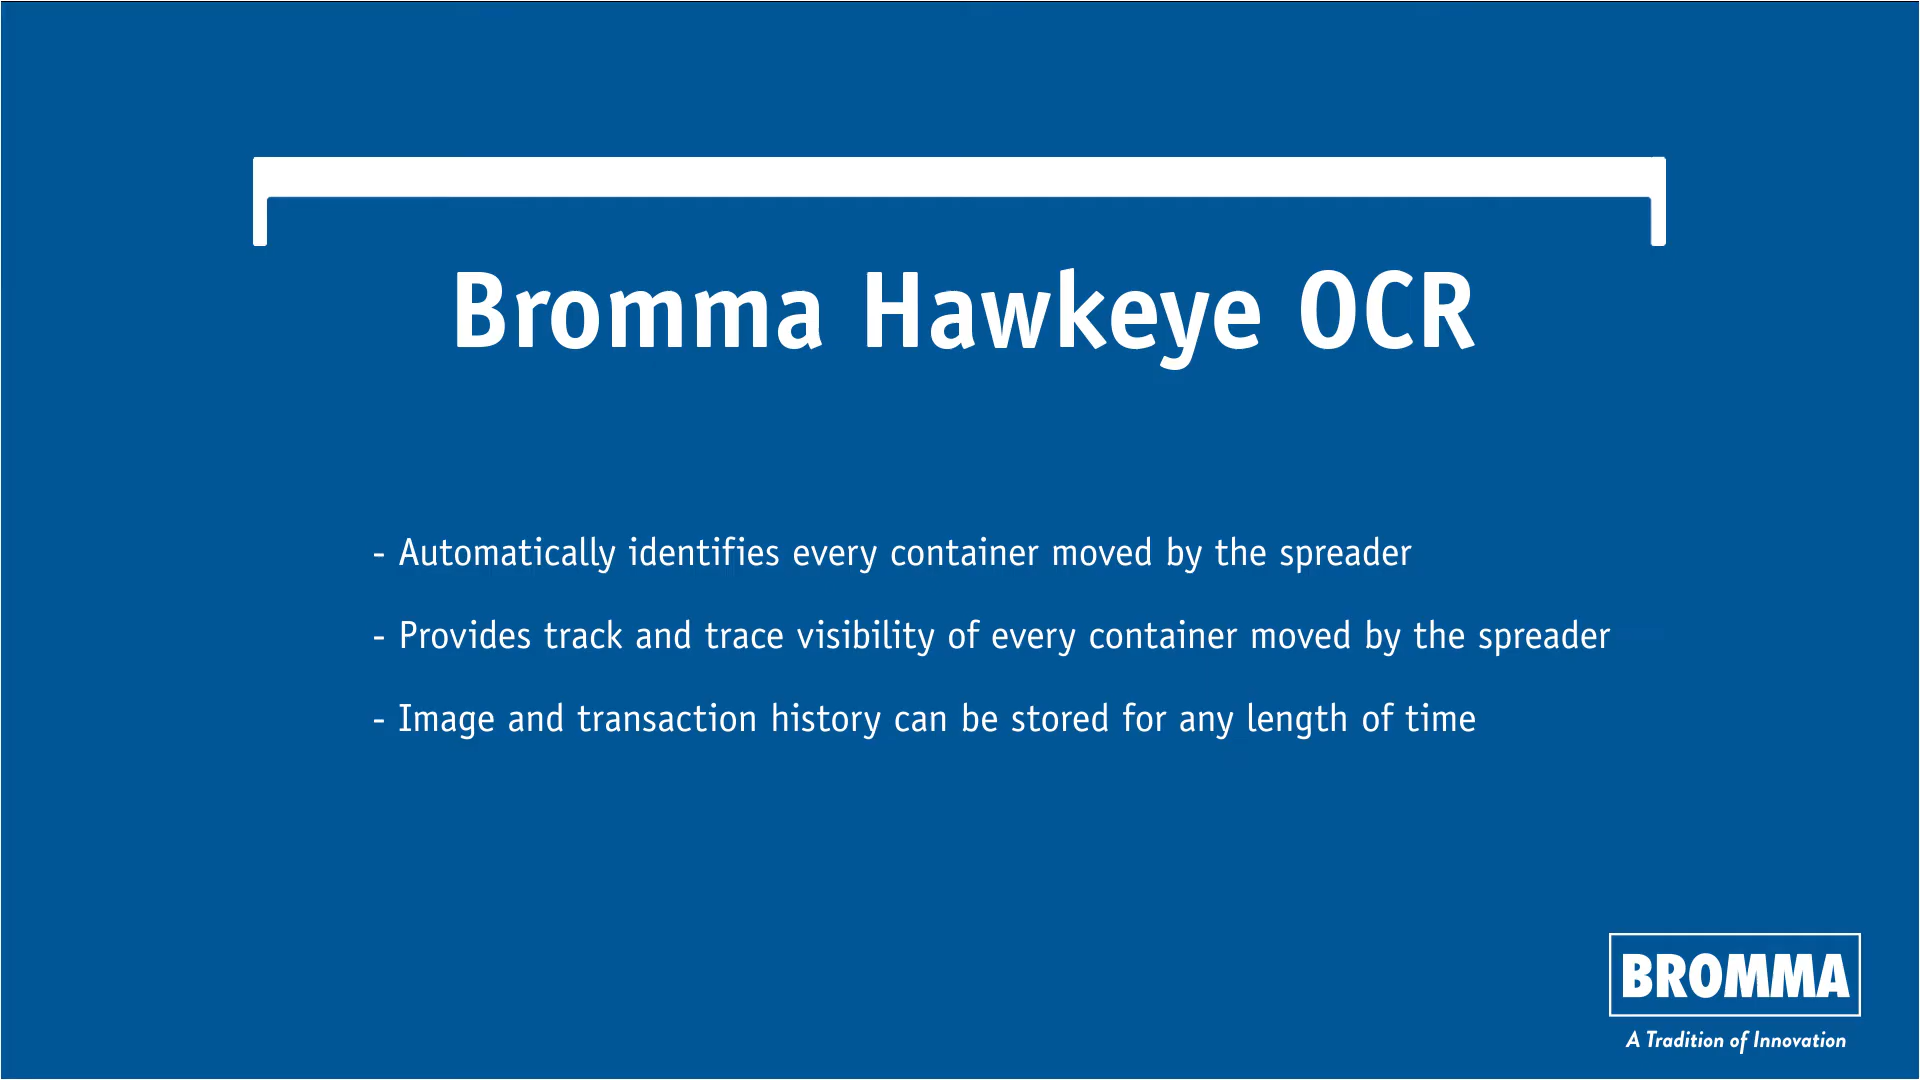 Bromma Hawkeye OCR
- Automatically identifies every container moved by the spreader
- Provides track and trace visibility of every container moved by the spreader
- Image and transaction history can be stored for any length of time
BROMMA
A Tradition of Innovation